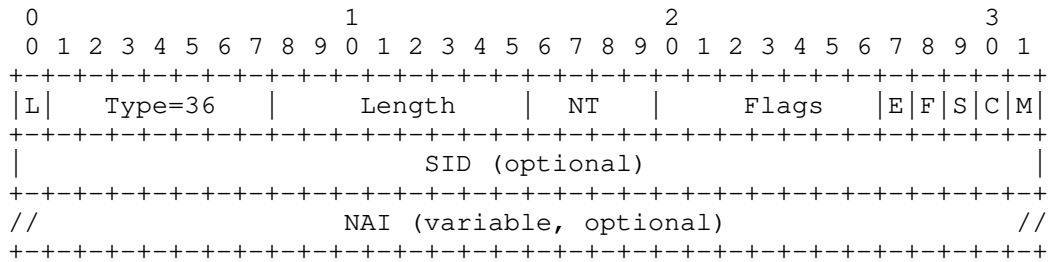 0                   1                   2                   3
 0 1 2 3 4 5 6 7 8 9 0 1 2 3 4 5 6 7 8 9 0 1 2 3 4 5 6 7 8 9 0 1
+-+-+-+-+-+-+-+-+-+-+-+-+-+-+-+-+-+-+-+-+-+-+-+-+-+-+-+-+-+-+-+-+
|L|   Type=36   |     Length    |  NT   |     Flags     |E|F|S|C|M|
+-+-+-+-+-+-+-+-+-+-+-+-+-+-+-+-+-+-+-+-+-+-+-+-+-+-+-+-+-+-+-+-+
|                         SID (optional)                        |
+-+-+-+-+-+-+-+-+-+-+-+-+-+-+-+-+-+-+-+-+-+-+-+-+-+-+-+-+-+-+-+-+
//                   NAI (variable, optional)                  //
+-+-+-+-+-+-+-+-+-+-+-+-+-+-+-+-+-+-+-+-+-+-+-+-+-+-+-+-+-+-+-+-+